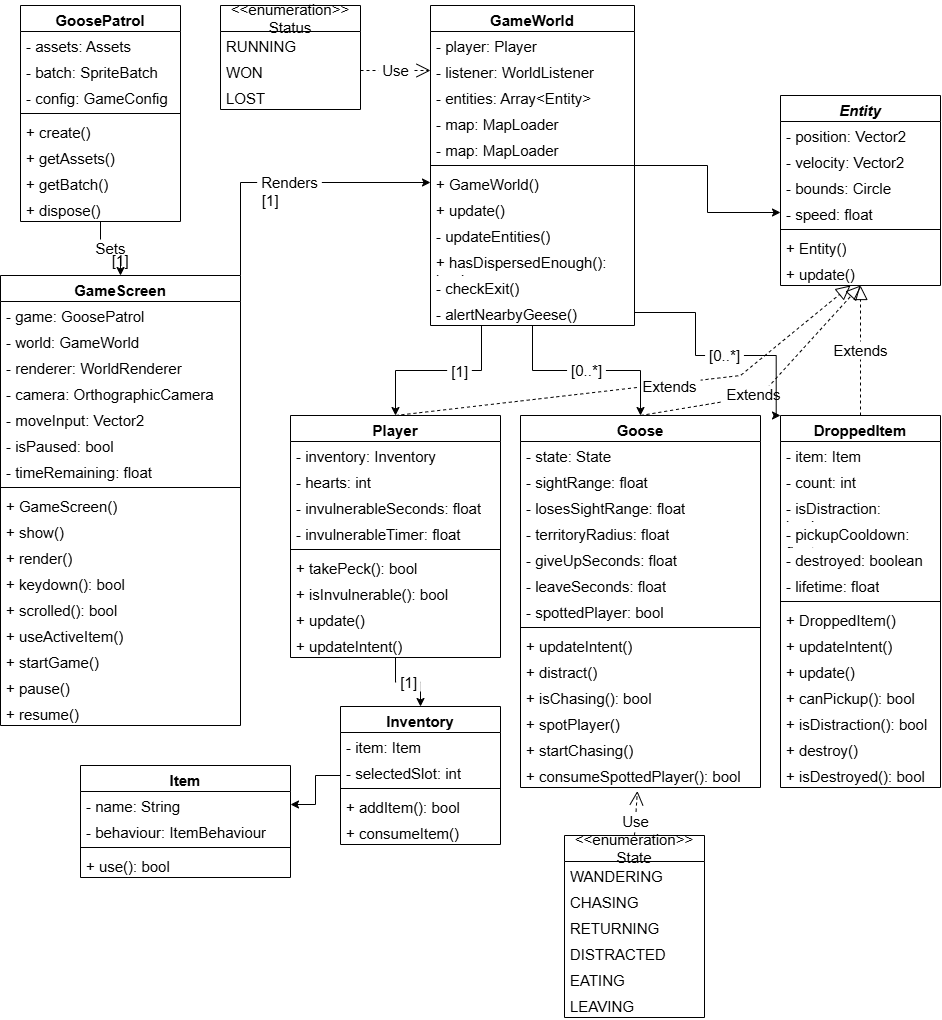 GoosePatrol
- assets: Assets
- batch: SpriteBatch
- config: GameConfig
+ create()
+ getAssets()
+ getBatch()
+ dispose()
<<enumeration>>
Status
RUNNING
WON
LOST
Use
GameWorld
- player: Player
- listener: WorldListener
- entities: Array<Entity>
- map: MapLoader
- map: MapLoader
+ GameWorld()
+ update()
- updateEntities()
+ hasDispersedEnough():
- checkExit()
- alertNearbyGeese()
Entity
- position: Vector2
- velocity: Vector2
- bounds: Circle
- speed: float
+ Entity()
+ update()
Renders
[1]
Sets
[1]
GameScreen
- game: GoosePatrol
- world: GameWorld
- renderer: WorldRenderer
- camera: OrthographicCamera
- moveInput: Vector2
- isPaused: bool
- timeRemaining: float
+ GameScreen()
+ show()
+ render()
+ keydown(): bool
+ scrolled(): bool
+ useActiveItem()
+ startGame()
+ pause()
+ resume()
[1]
[0..*]
[0..*]
Extends
Extends
Extends
Player
- inventory: Inventory
- hearts: int
- invulnerableSeconds: float
- invulnerableTimer: float
+ takePeck(): bool
+ isInvulnerable(): bool
+ update()
+ updateIntent()
Goose
- state: State
- sightRange: float
- losesSightRange: float
- territoryRadius: float
- giveUpSeconds: float
- leaveSeconds: float
- spottedPlayer: bool
+ updateIntent()
+ distract()
+ isChasing(): bool
+ spotPlayer()
+ startChasing()
+ consumeSpottedPlayer(): bool
DroppedItem
- item: Item
- count: int
- isDistraction:
- pickupCooldown:
- destroyed: boolean
- lifetime: float
+ DroppedItem()
+ updateIntent()
+ update()
+ canPickup(): bool
+ isDistraction(): bool
+ destroy()
+ isDestroyed(): bool
[1]
Inventory
- item: Item
- selectedSlot: int
+ addItem(): bool
+ consumeItem()
Item
- name: String
- behaviour: ItemBehaviour
+ use(): bool
Use
<<enumeration>>
State
WANDERING
CHASING
RETURNING
DISTRACTED
EATING
LEAVING